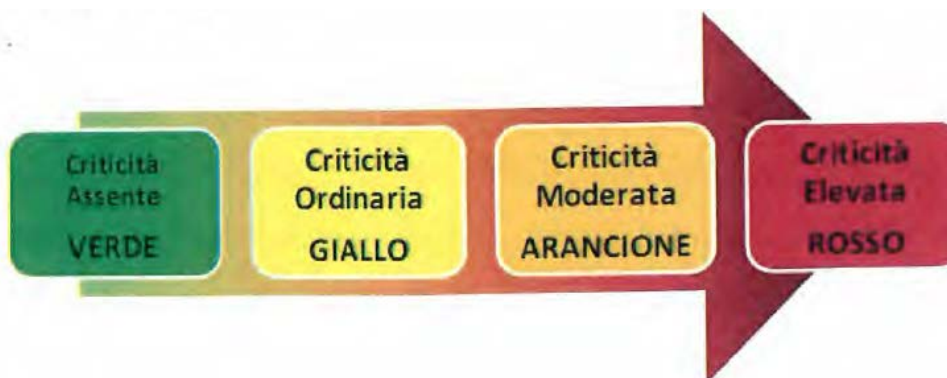 Criticità
Assente
VERDE
Criticità
Ordinaria
GIALLO
Criticità
Moderata
ARANCIONE
Criticità
Elevata
ROSSO